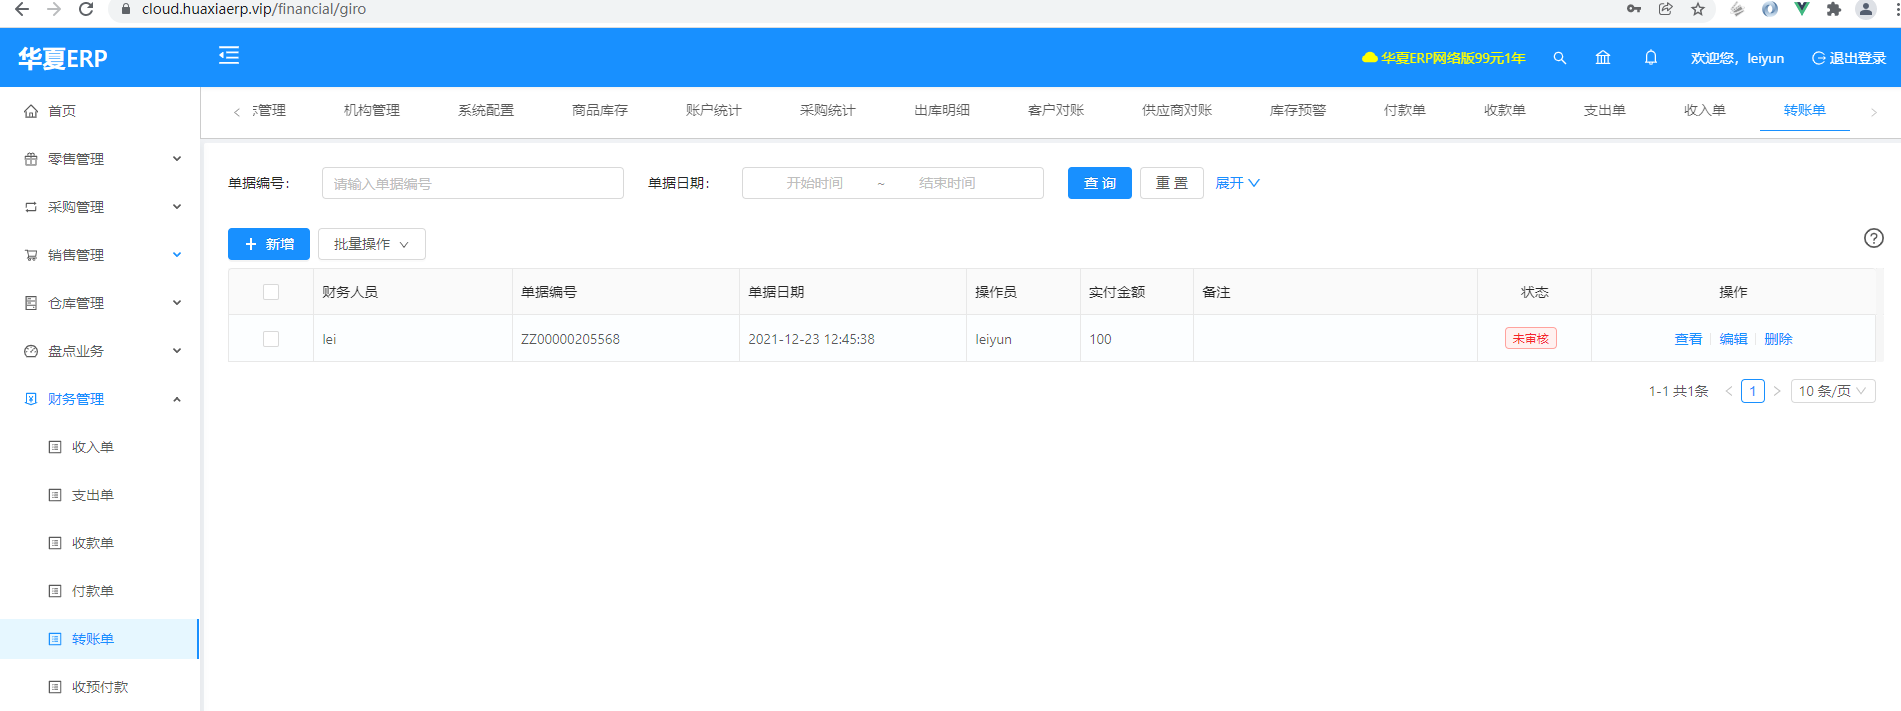 cloud.huaxiaerp.vip/financial/giro
华夏ERP
华夏ERP网络版99元1年
欢迎您，leiyun
退出登录
管理 机构管理 系统配置 商品库存 账户统计 采购统计 出库明细 客户对账 供应商对账 库存预警 付款单 收款单 支出单 收入单 转账单
首页
零售管理
采购管理
销售管理
仓库管理
盘点业务
财务管理
收入单
支出单
收款单
付款单
转账单
收预付款
单据编号： 请输入单据编号 单据日期： 开始时间 ~ 结束时间 查 询 重 置 展开
新增 批量操作
财务人员 单据编号 单据日期 操作员 实付金额 备注 状态 操作
lei ZZ00000205568 2021-12-23 12:45:38 leiyun 100 未审核 查看 编辑 删除
1-1 共1条 1 10 条/页